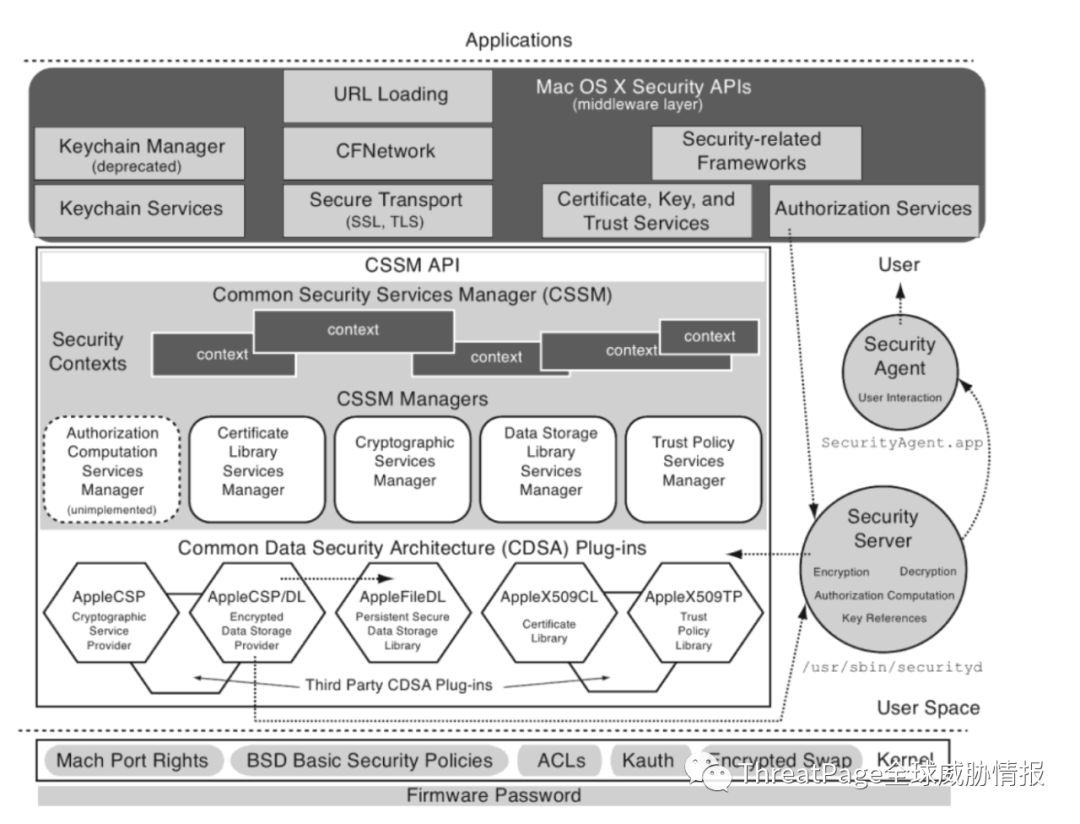 Applications
URL Loading
Mac OS X Security APIs
(middleware layer)
Keychain Manager
(deprecated)
CFNetwork
Security-related
Frameworks
Keychain Services
Secure Transport
(SSL, TLS)
Certificate, Key, and
Trust Services
Authorization Services
CSSM API
Common Security Services Manager (CSSM)
Security
Contexts
context
context
context
context
context
CSSM Managers
Authorization
Computation
Services
Manager
(unimplemented)
Certificate
Library
Services
Manager
Cryptographic
Services
Manager
Data Storage
Library
Services
Manager
Trust Policy
Services
Manager
Common Data Security Architecture (CDSA) Plug-ins
AppleCSP
Cryptographic
Service
Provider
AppleCSP/DL
Encrypted
Data Storage
Provider
AppleFileDL
Persistent Secure
Data Storage
Library
AppleX509CL
Certificate
Library
AppleX509TP
Trust
Policy
Library
Third Party CDSA Plug-ins
User
Security
Agent
User Interaction
SecurityAgent.app
Security
Server
Encryption
Decryption
Authorization Computation
Key References
/usr/sbin/securityd
User Space
Mach Port Rights
BSD Basic Security Policies
ACLs
Kauth
Encrypted Swap
Kernel
ThreatPage全球威胁情报
Firmware Password